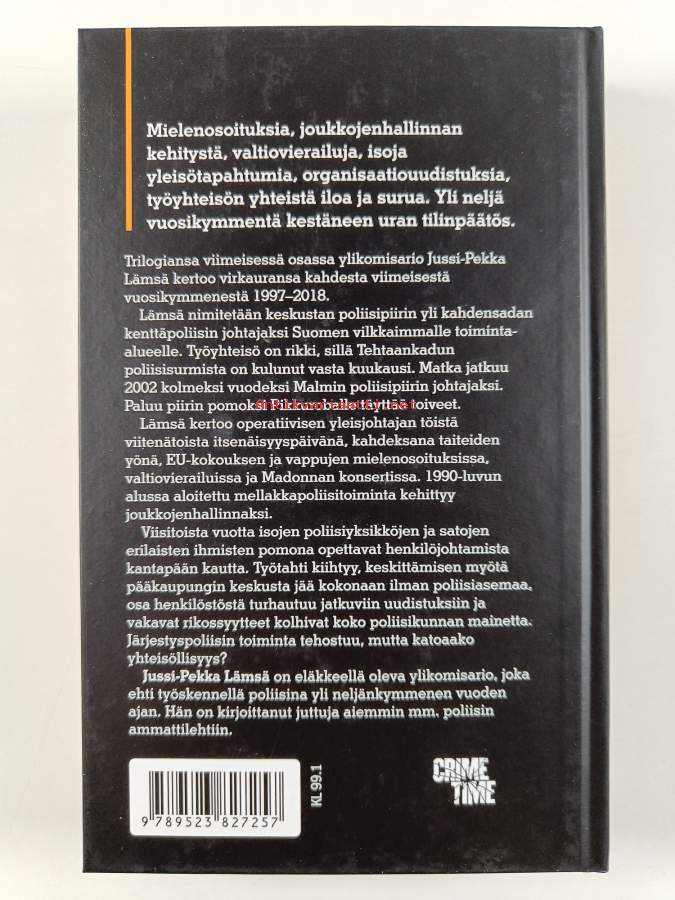 Mielenosoituksia, joukkojenhallinnan
kehitystä, valtiovierailuja, isoja
yleisötapahtumia, organisaatiouudistuksia,
työyhteisön yhteistä iloa ja surua. Yli neljä
vuosikymmentä kestäneen uran tilinpäätös.
Trilogiansa viimeisessä osassa ylikomisario Jussi-Pekka
Lämsä kertoo virkauransa kahdesta viimeisestä
vuosikymmenestä 1997–2018.
Lämsä nimitetään keskustan poliisipiirin yli kahdensadan
kenttäpoliisin johtajaksi Suomen vilkkaimmalle toiminta-
alueelle. Työyhteisö on rikki, sillä Tehtaankadun
poliisisurmista on kulunut vasta kuukausi. Matka jatkuu
2002 kolmeksi vuodeksi Malmin poliisipiirin johtajaksi.
Paluu piirin pomoksi täyttää toiveet.
Lämsä kertoo operatiivisen yleisjohtajan töistä
viitenätoista itsenäisyyspäivänä, kahdeksana taiteiden
yönä, EU-kokouksen ja vappujen mielenosoituksissa,
valtiovierailuissa ja Madonnan konsertissa. 1990-luvun
alussa aloitettu mellakkapoliisitoiminta kehittyy
joukkojenhallinnaksi.
Viisitoista vuotta isojen poliisiyksikköjen ja satojen
erilaisten ihmisten pomona opettavat henkilöjohtamista
kantapään kautta. Työtahti kiihtyy, keskittämisen myötä
pääkaupungin keskusta jää kokonaan ilman poliisiasemaa,
osa henkilöstöstä turhautuu jatkuviin uudistuksiin ja
vakavat rikossyytteet kolhivat koko poliisikunnan mainetta.
Järjestyspoliisin toiminta tehostuu, mutta katoaako
yhteisöllisyys?
Jussi-Pekka Lämsä on eläkkeellä oleva ylikomisario, joka
ehti työskennellä poliisina yli neljänkymmenen vuoden
ajan. Hän on kirjoittanut juttuja aiemmin mm. poliisin
ammattilehtiin.
9 789523 827257
KL 99.1
CRIME
TIME